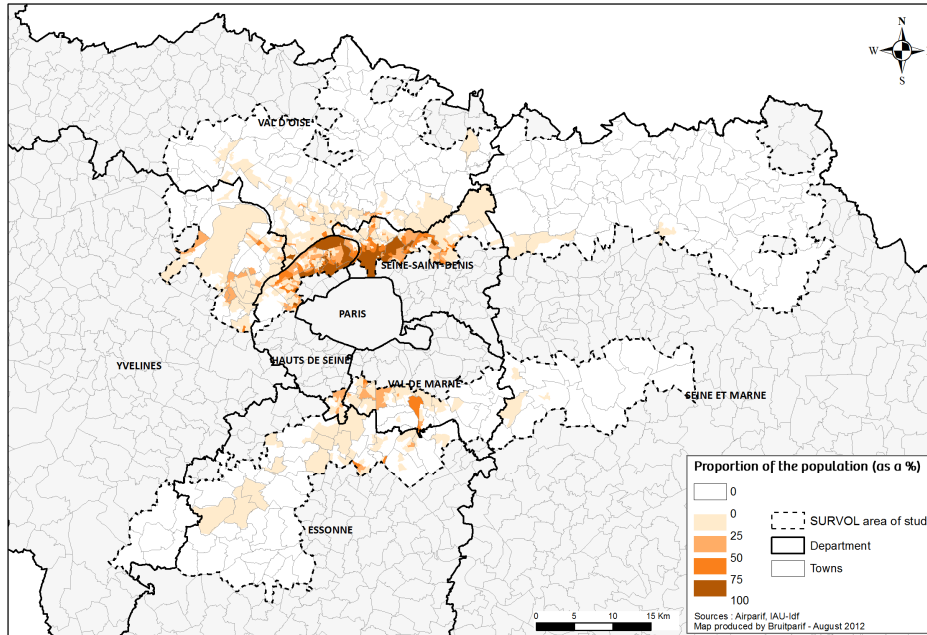 N
W E
S
VAL D'OISE
SEINE-SAINT-DENIS
PARIS
HAUTS DE SEINE
YVELINES
VAL DE MARNE
SEINE ET MARNE
ESSONNE
Proportion of the population (as a %)
0
0
25
50
75
100
SURVOL area of stud
Department
Towns
0 5 10 15 Km
Sources : Airparif, IAU-Idf
Map produced by Bruitparif - August 2012